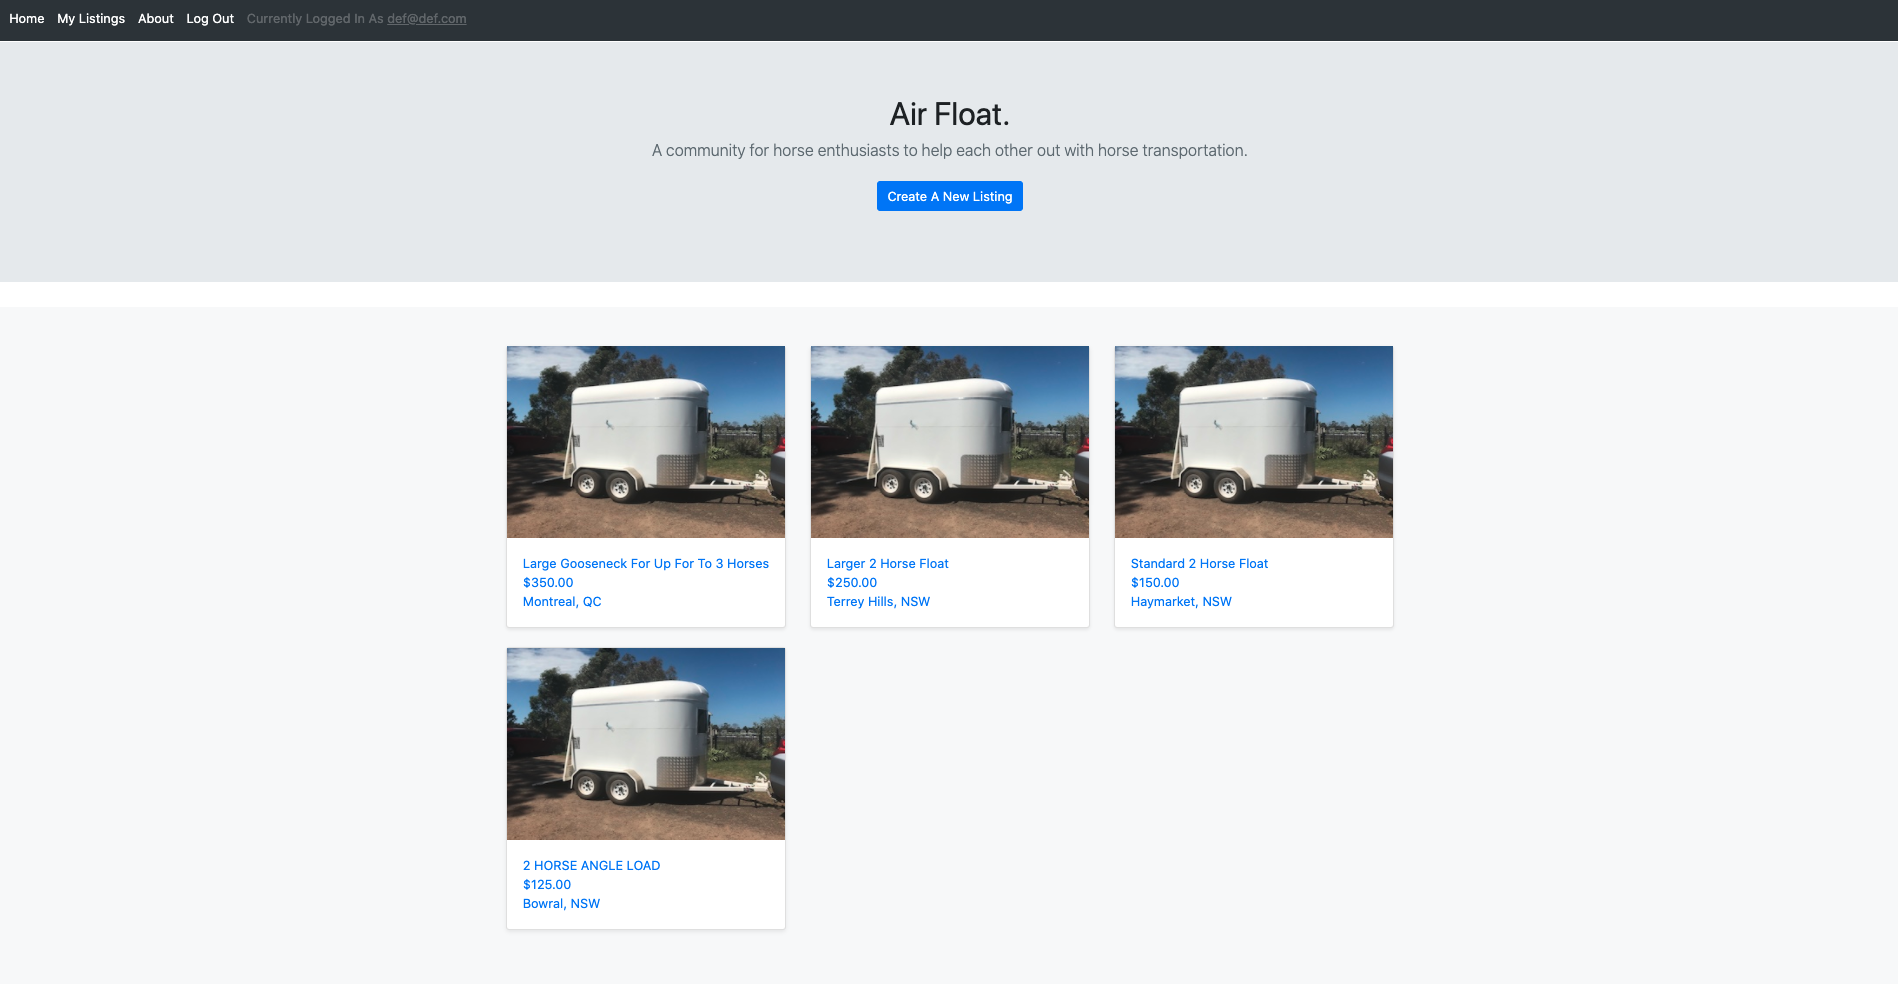 Home My Listings About Log Out Currently Logged In As def@def.com
Air Float.
A community for horse enthusiasts to help each other out with horse transportation.
Create A New Listing
Large Gooseneck For Up For To 3 Horses
$350.00
Montreal, QC
Larger 2 Horse Float
$250.00
Terrey Hills, NSW
Standard 2 Horse Float
$150.00
Haymarket, NSW
2 HORSE ANGLE LOAD
$125.00
Bowral, NSW